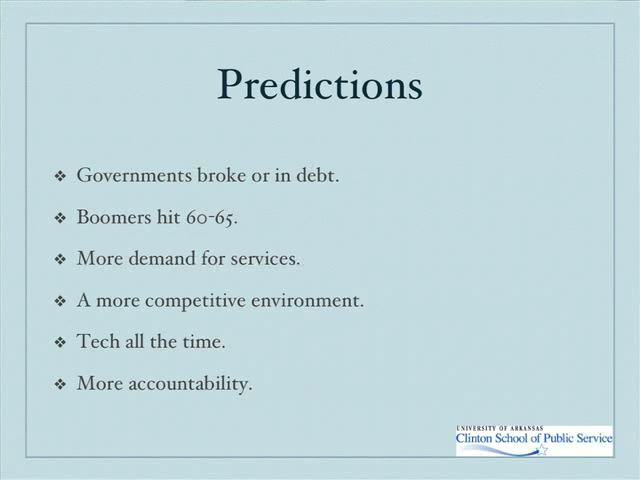 Predictions
❖ Governments broke or in debt.
❖ Boomers hit 60-65.
❖ More demand for services.
❖ A more competitive environment.
❖ Tech all the time.
❖ More accountability.
UNIVERSITY OF ARKANSAS
Clinton School of Public Service